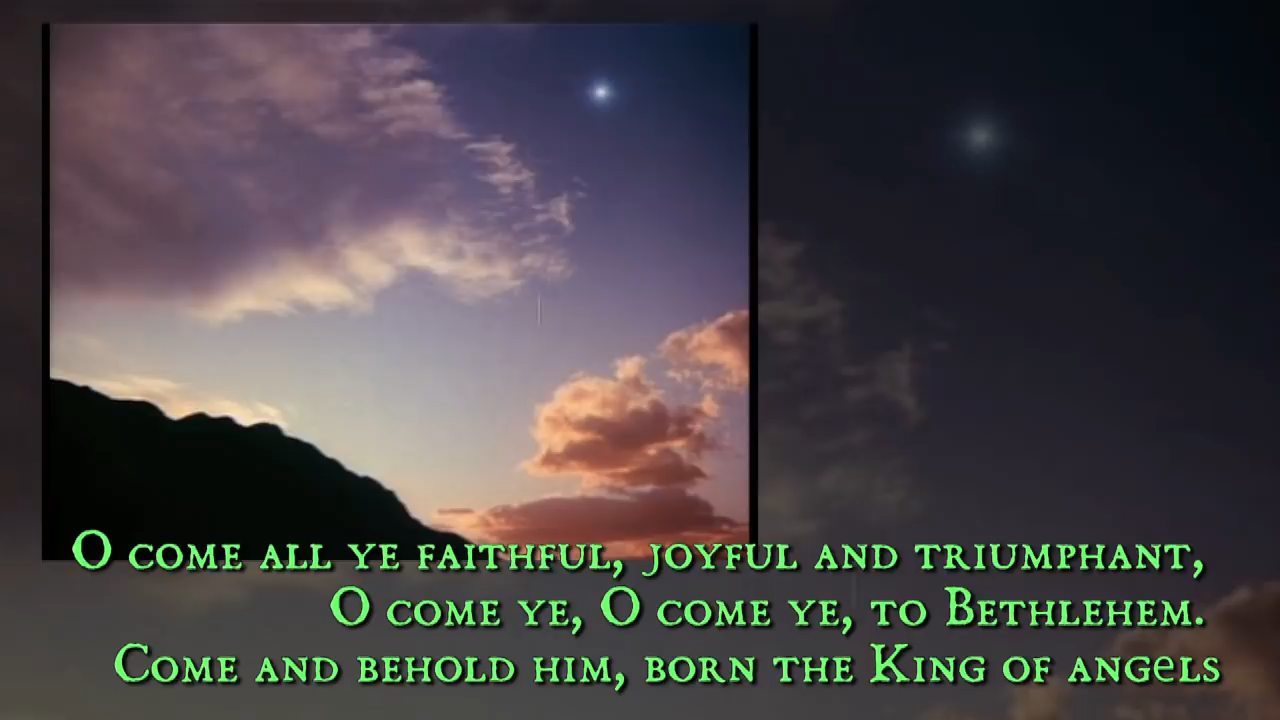 O come all ye faithful, joyful and triumphant,
O come ye, O come ye, to Bethlehem.
Come and behold him, born the King of angels